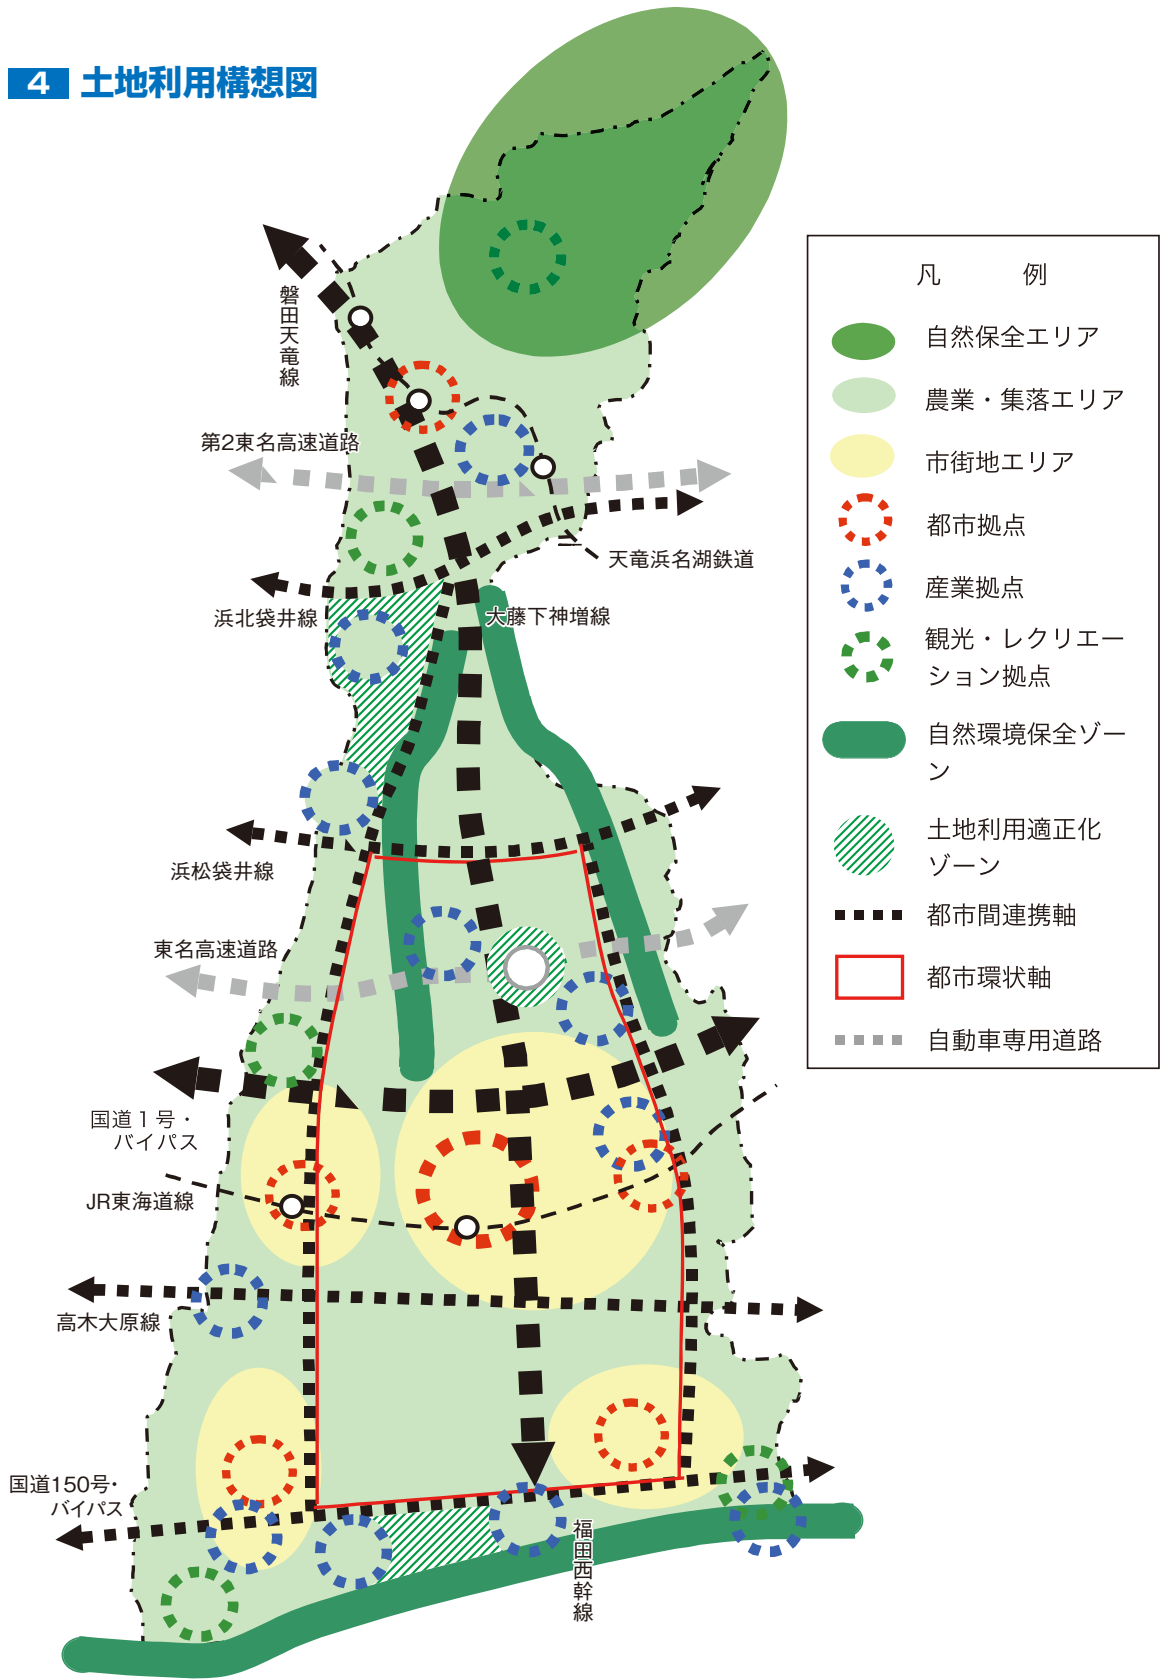 4 土地利用構想図
磐田天竜線
第2東名高速道路
天竜浜名湖鉄道
浜北袋井線
大藤下神増線
浜松袋井線
東名高速道路
国道1号・
バイパス
JR東海道線
高木大原線
国道150号・
バイパス
福田西幹線
凡　例
自然保全エリア
農業・集落エリア
市街地エリア
都市拠点
産業拠点
観光・レクリエー
ション拠点
自然環境保全ゾー
ン
土地利用適正化
ゾーン
都市間連携軸
都市環状軸
自動車専用道路